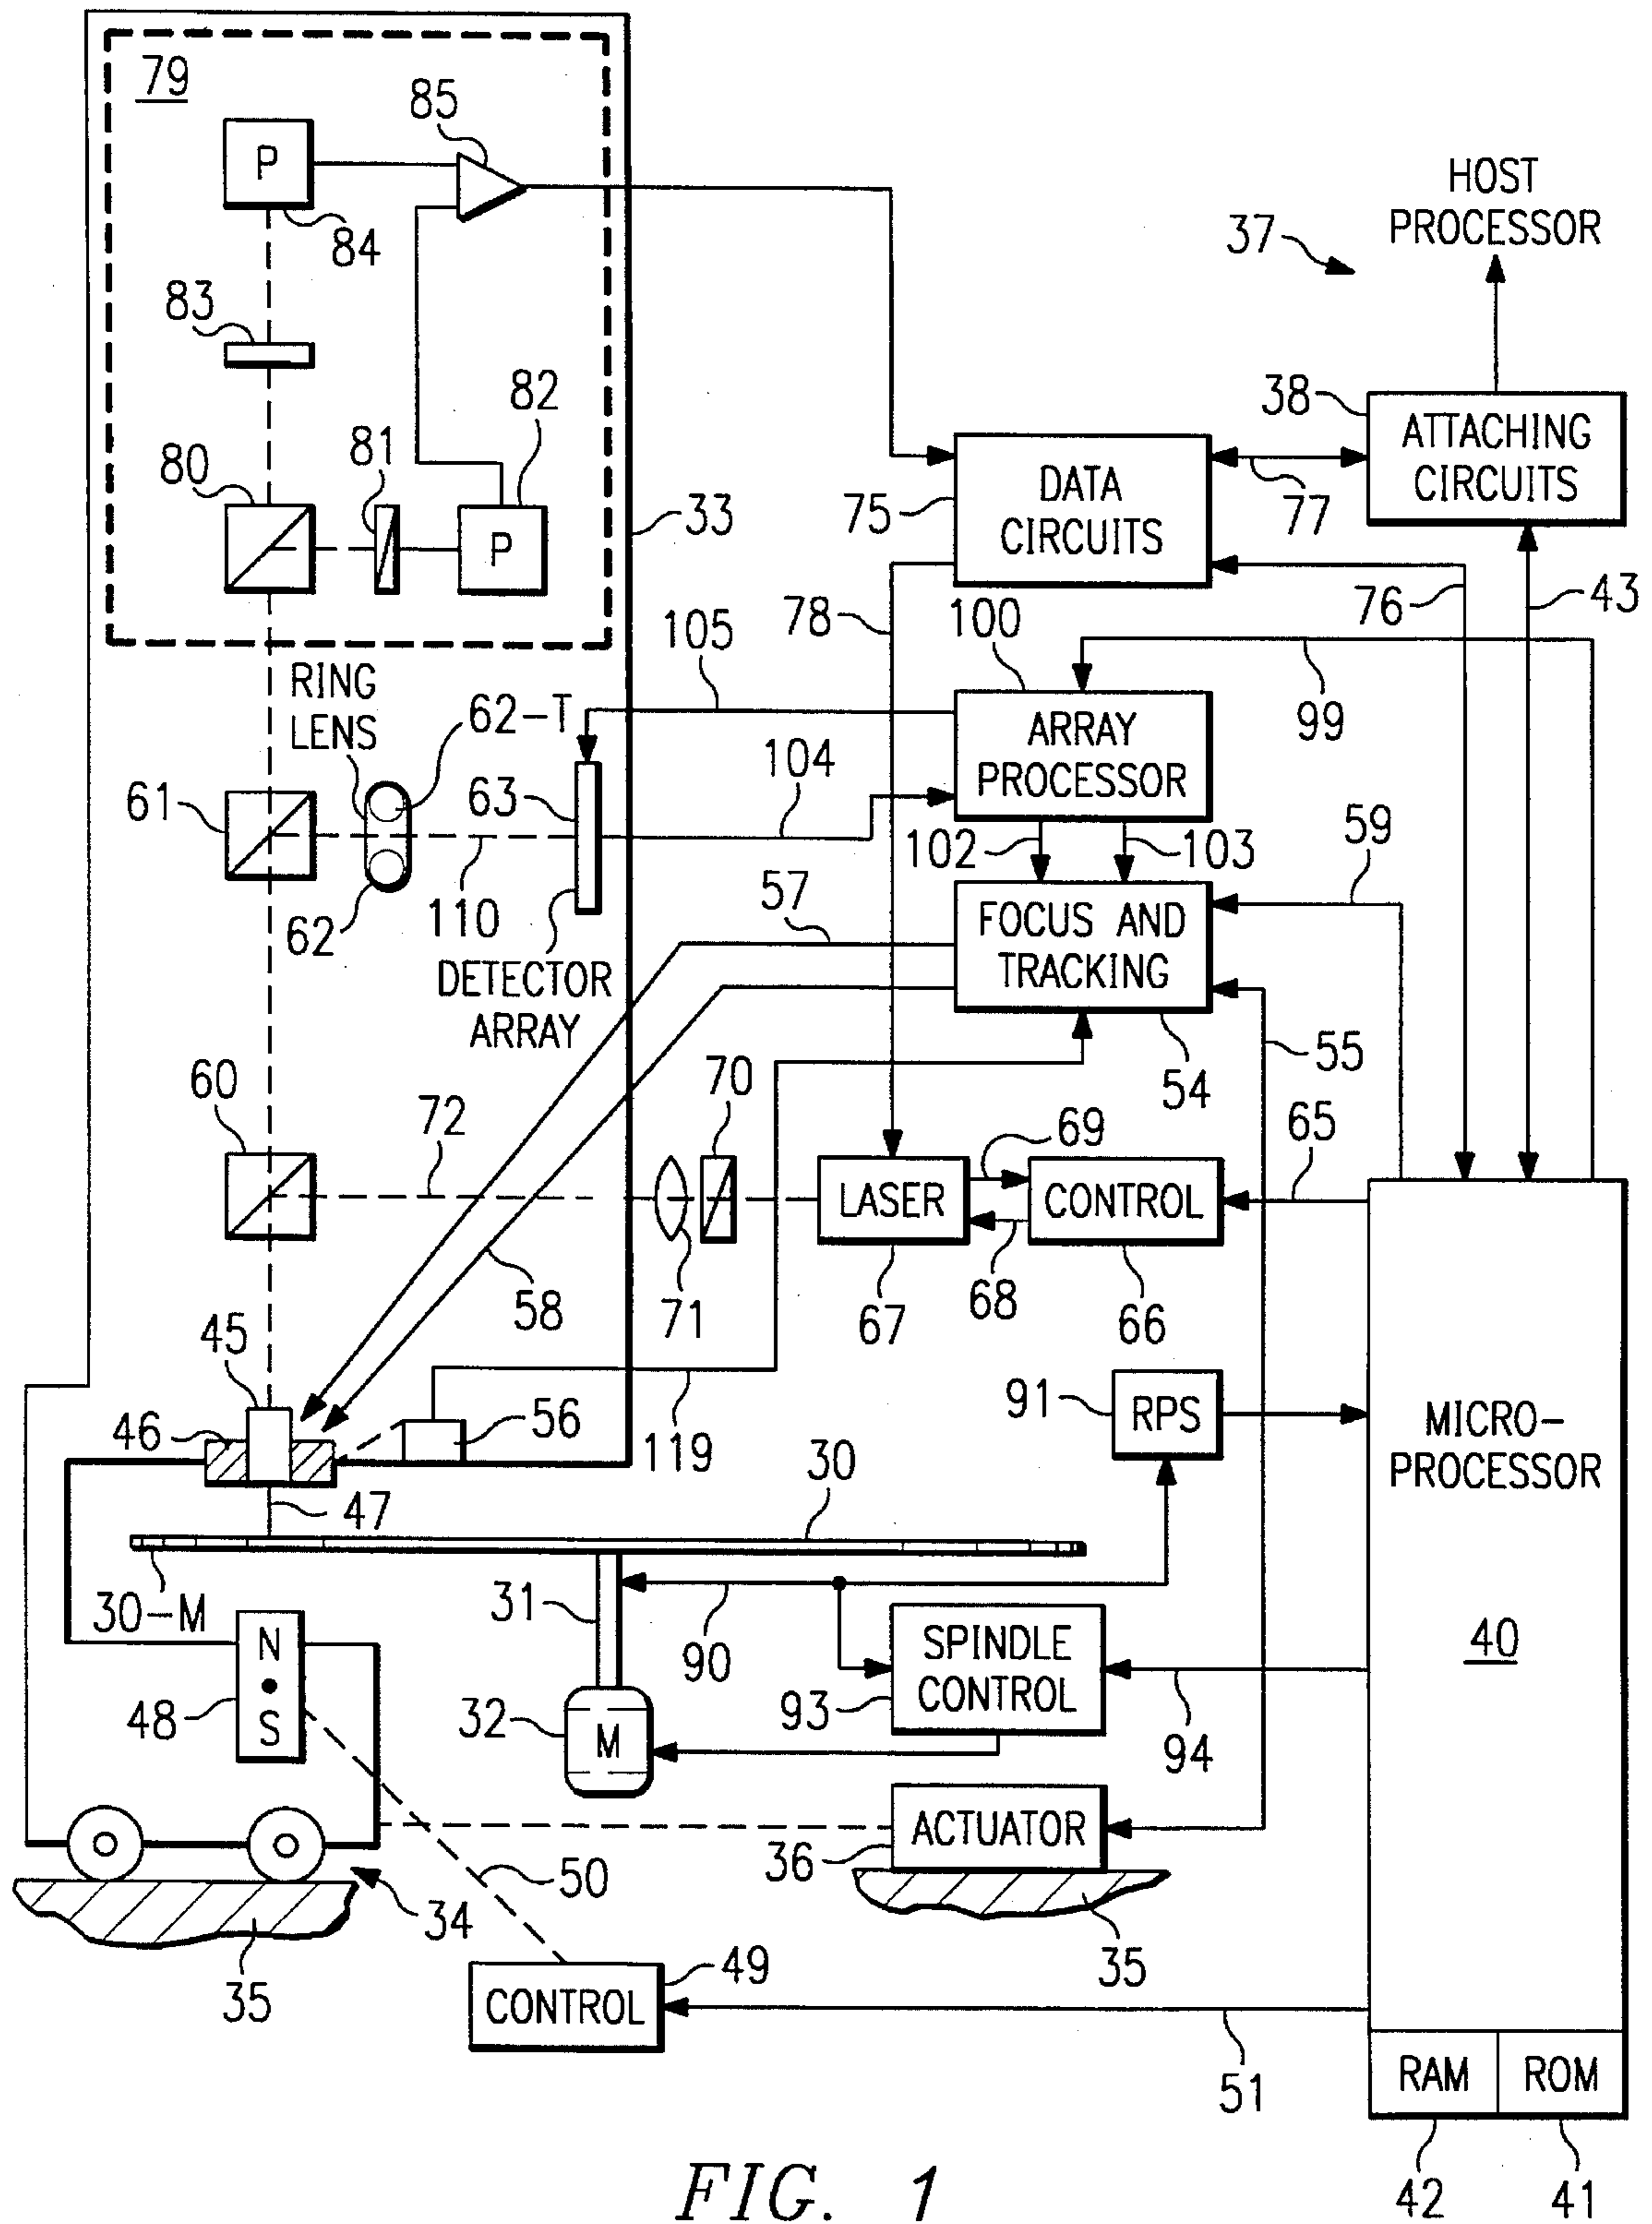 79
85
P
84
HOST
PROCESSOR
37
83
38
ATTACHING
CIRCUITS
82
81
80
P
33
75
DATA
CIRCUITS
77
76
43
78
105
100
99
RING
LENS
62-T
63
104
ARRAY
PROCESSOR
61
62
110
102
103
59
57
FOCUS AND
TRACKING
DETECTOR
ARRAY
60
72
70
54
55
69
65
LASER
CONTROL
58
71
67
68
66
45
46
56
119
91
RPS
MICRO-
PROCESSOR
40
47
30
30-M
31
90
N
S
48
32
M
SPINDLE
CONTROL
93
94
ACTUATOR
36
50
34
35
35
49
CONTROL
51
RAM
ROM
42
41
FIG. 1